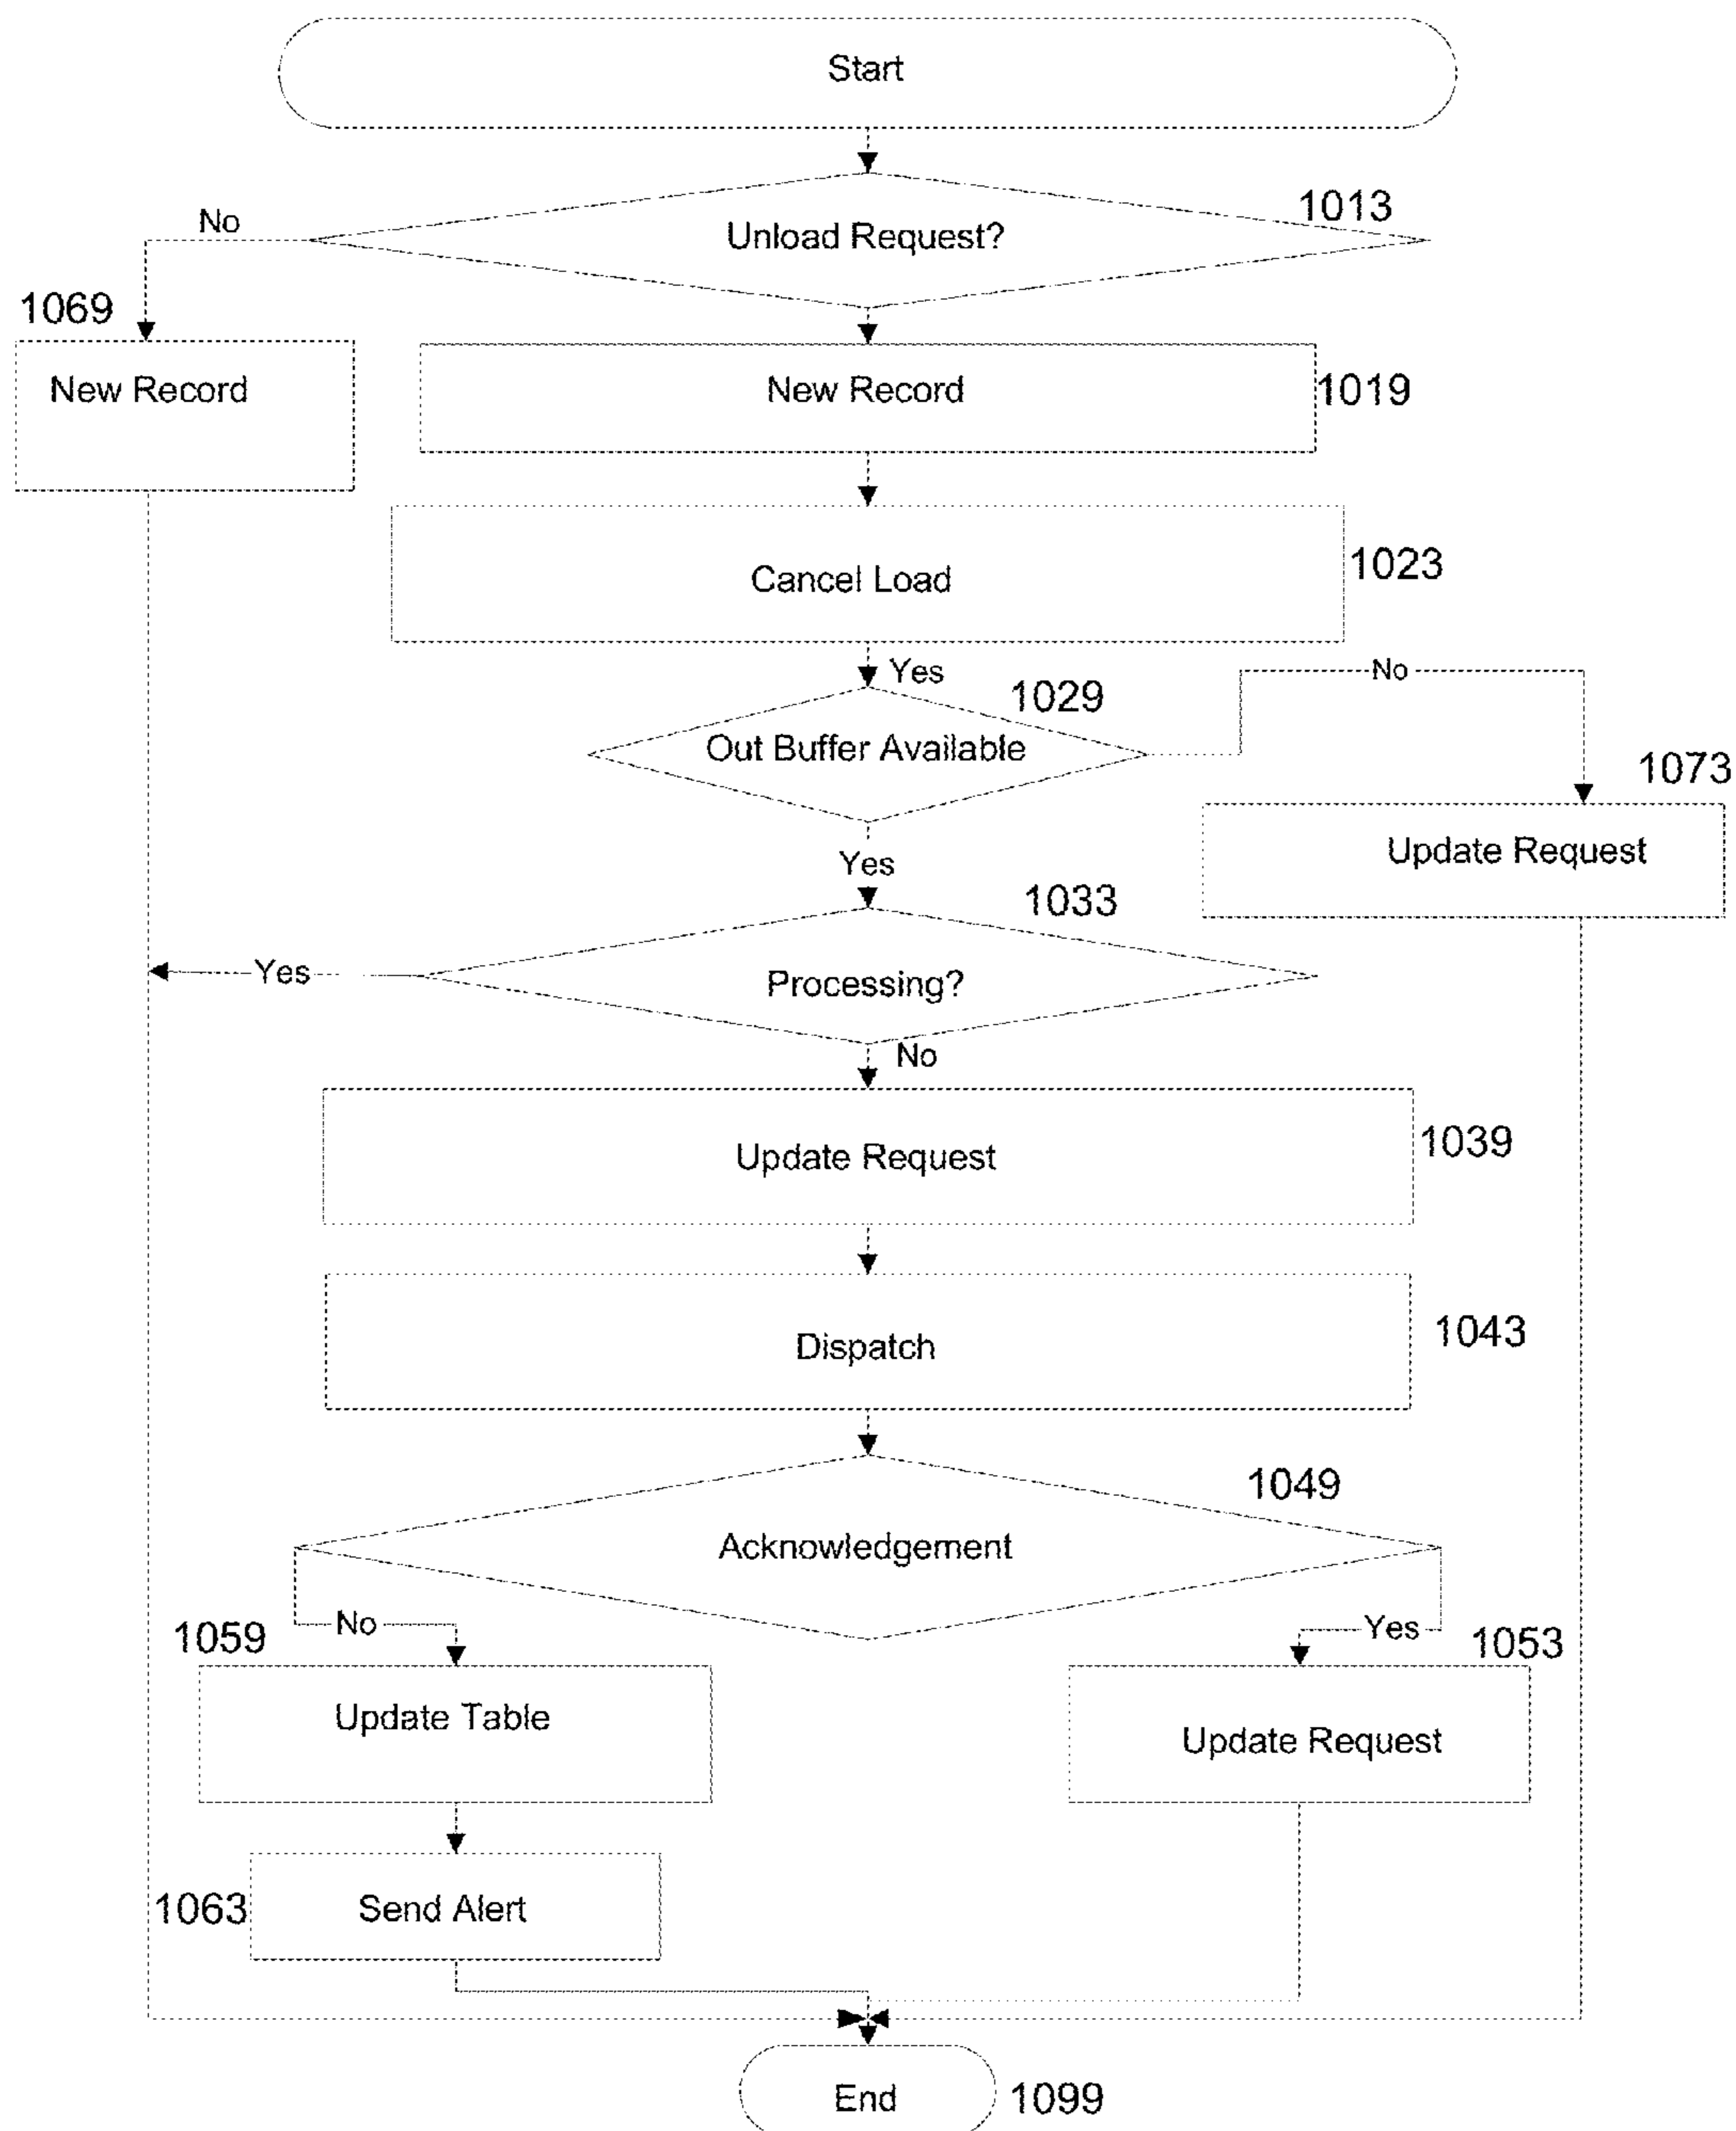 Start
1013
No
Unload Request?
1069
New Record
New Record
1019
Cancel Load
1023
Yes
No
1029
Out Buffer Available
1073
Update Request
Yes
1033
Yes
Processing?
No
1039
Update Request
1043
Dispatch
1049
Acknowledgement
No
Yes
1059
1053
Update Table
Update Request
1063
Send Alert
End
1099